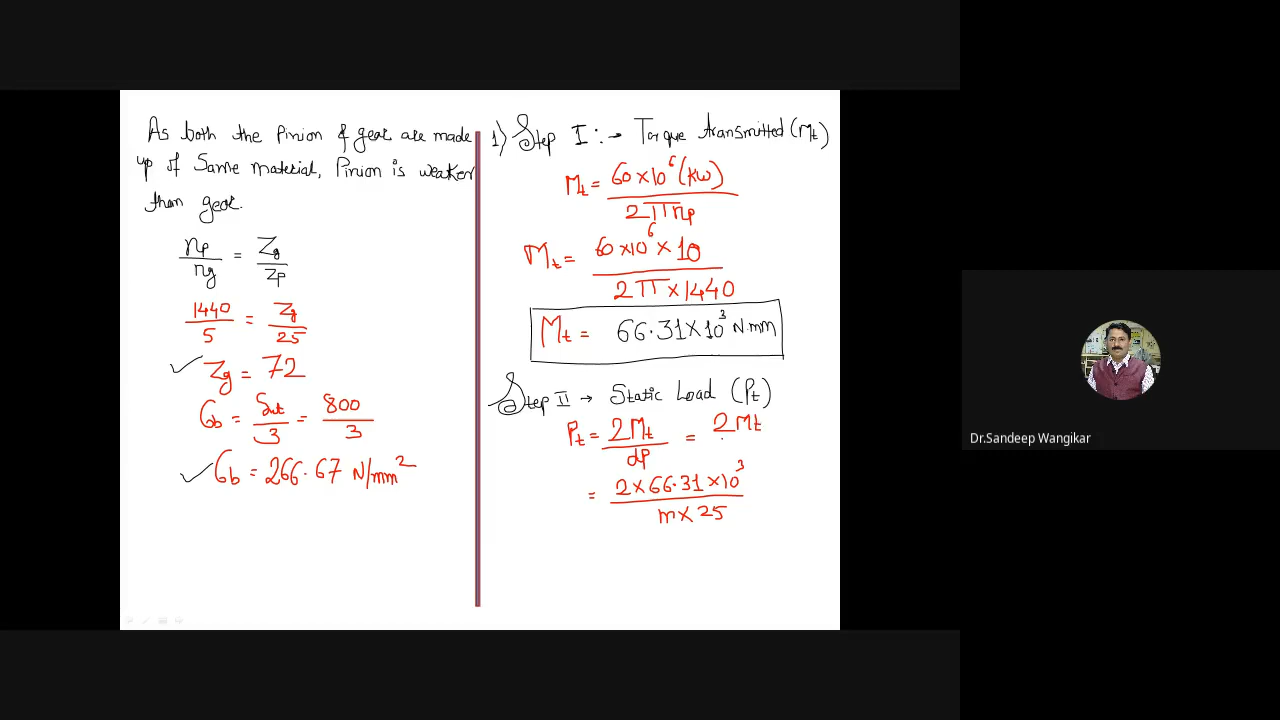 As both the Pinion & gear are made
up of Same material, Pinion is weaker
than gear.
np/ng = Zg/Zp
1440/5 = Zg/25
✓ Zg = 72
σb = Sut/3 = 800/3
✓ σb = 266.67 N/mm²
1) Step I :→ Torque transmitted (Mt)
Mt = 60×10⁶ (kW) / 2πnp
Mt = 60×10⁶ × 10 / 2π × 1440
Mt = 66.31×10³ N.mm
Step II → Static Load (Pt)
Pt = 2Mt/dp = 2Mt
= 2×66.31×10³ / m×25
Dr.Sandeep Wangikar